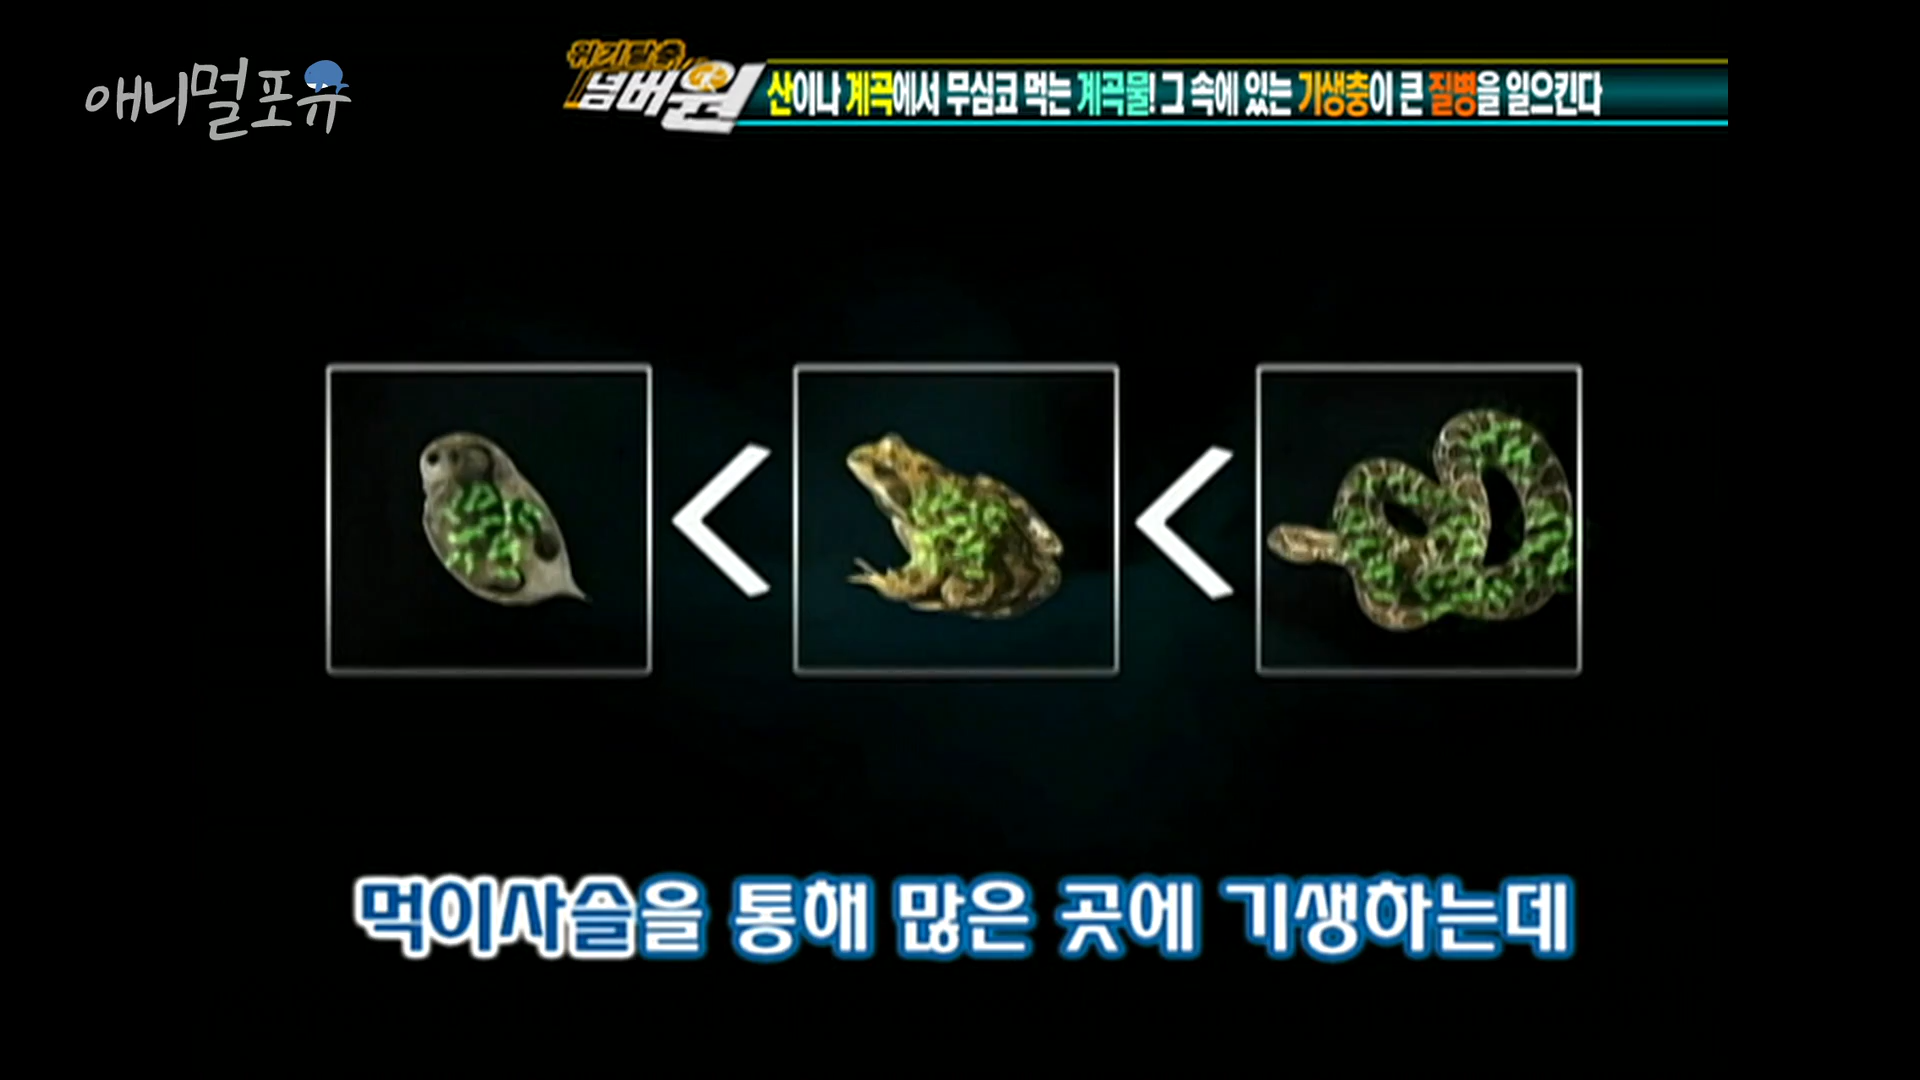 애니멀포유
위기탈출
넘버원
산이나 계곡에서 무심코 먹는 계곡물! 그 속에 있는 기생충이 큰 질병을 일으킨다
먹이사슬을 통해 많은 곳에 기생하는데